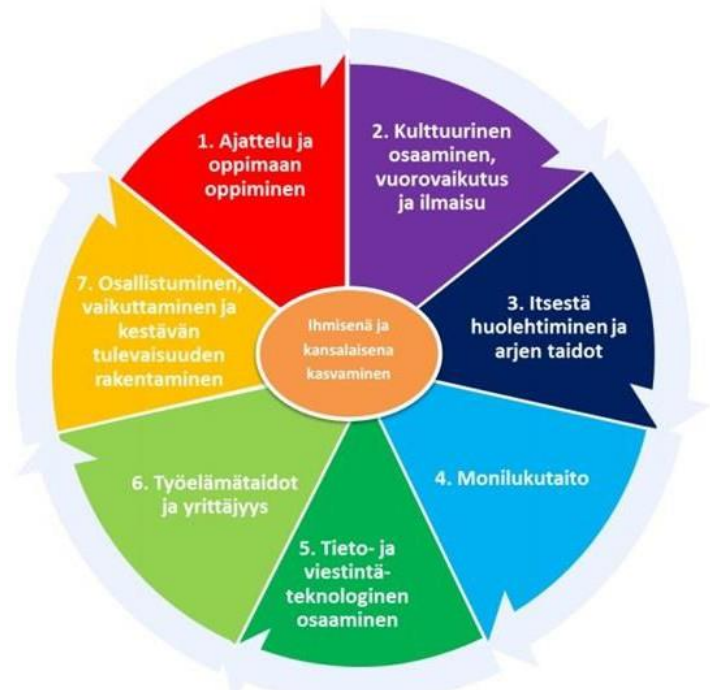 1. Ajattelu ja
oppimaan
oppiminen
2. Kulttuurinen
osaaminen,
vuorovaikutus
ja ilmaisu
3. Itsestä
huolehtiminen ja
arjen taidot
4. Monilukutaito
5. Tieto- ja
viestintä-
teknologinen
osaaminen
6. Työelämätaidot
ja yrittäjyys
7. Osallistuminen,
vaikuttaminen ja
kestävän
tulevaisuuden
rakentaminen
Ihmisenä ja
kansalaisena
kasvaminen